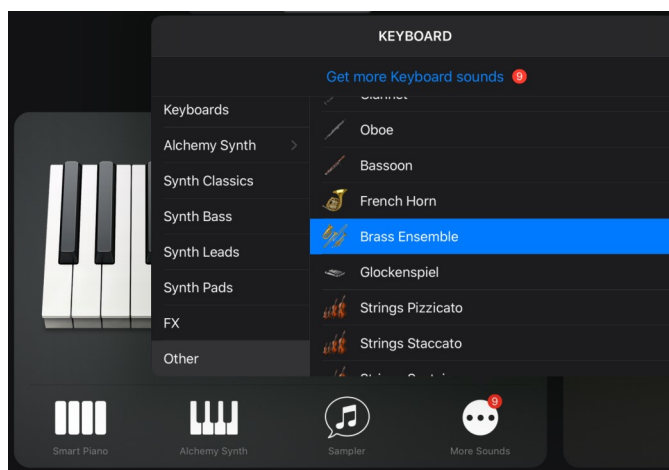 KEYBOARD
Get more Keyboard sounds 9
Keyboards
Alchemy Synth
Synth Classics
Synth Bass
Synth Leads
Synth Pads
FX
Other
Oboe
Bassoon
French Horn
Brass Ensemble
Glockenspiel
Strings Pizzicato
Strings Staccato
9
Smart Piano
Alchemy Synth
Sampler
More Sounds